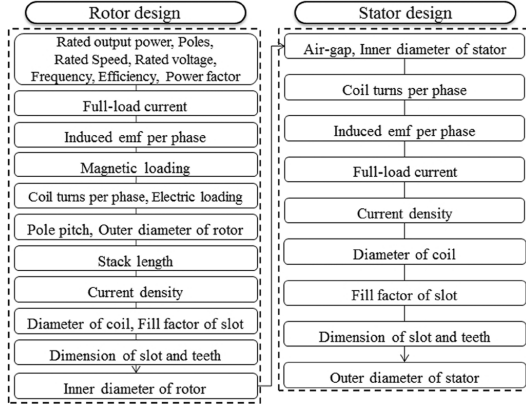 Rotor design
Rated output power, Poles,
Rated Speed, Rated voltage,
Frequency, Efficiency, Power factor
Full-load current
Induced emf per phase
Magnetic loading
Coil turns per phase, Electric loading
Pole pitch, Outer diameter of rotor
Stack length
Current density
Diameter of coil, Fill factor of slot
Dimension of slot and teeth
Inner diameter of rotor
Stator design
Air-gap, Inner diameter of stator
Coil turns per phase
Induced emf per phase
Full-load current
Current density
Diameter of coil
Fill factor of slot
Dimension of slot and teeth
Outer diameter of stator